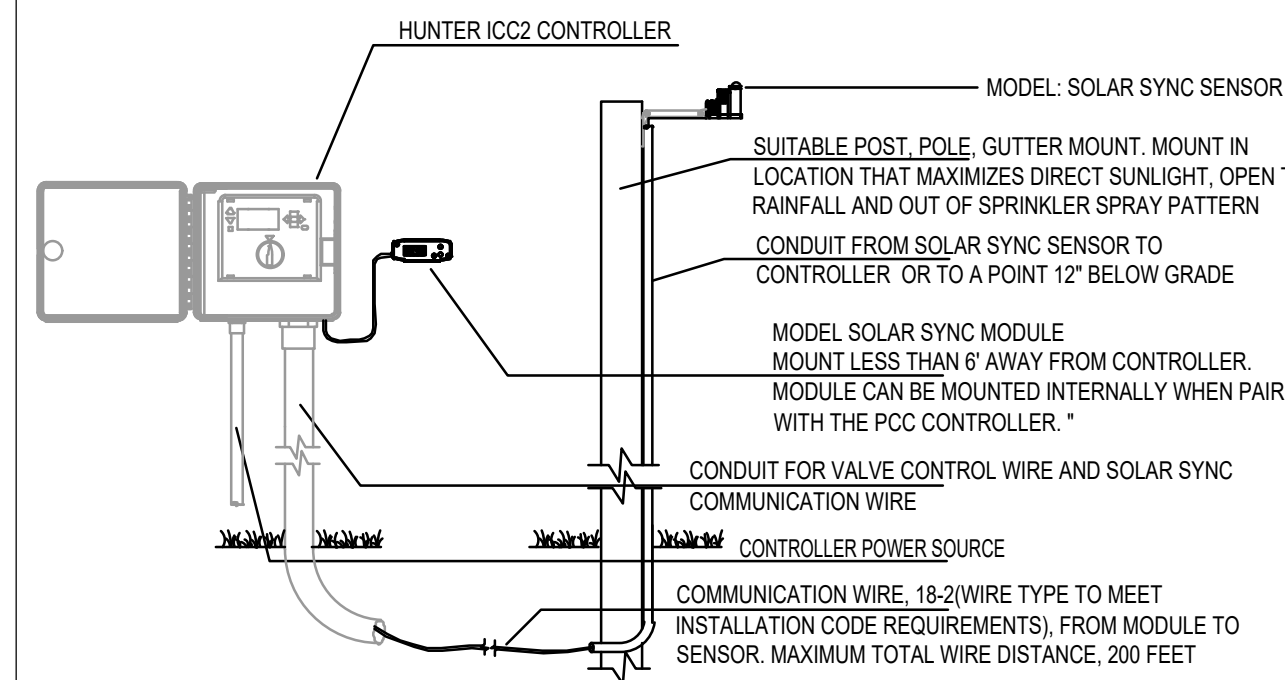 HUNTER ICC2 CONTROLLER
MODEL: SOLAR SYNC SENSOR
SUITABLE POST, POLE, GUTTER MOUNT. MOUNT IN
LOCATION THAT MAXIMIZES DIRECT SUNLIGHT, OPEN
RAINFALL AND OUT OF SPRINKLER SPRAY PATTERN
CONDUIT FROM SOLAR SYNC SENSOR TO
CONTROLLER OR TO A POINT 12" BELOW GRADE
MODEL SOLAR SYNC MODULE
MOUNT LESS THAN 6' AWAY FROM CONTROLLER.
MODULE CAN BE MOUNTED INTERNALLY WHEN PAIR
WITH THE PCC CONTROLLER. "
CONDUIT FOR VALVE CONTROL WIRE AND SOLAR SYNC
COMMUNICATION WIRE
CONTROLLER POWER SOURCE
COMMUNICATION WIRE, 18-2(WIRE TYPE TO MEET
INSTALLATION CODE REQUIREMENTS), FROM MODULE TO
SENSOR. MAXIMUM TOTAL WIRE DISTANCE, 200 FEET